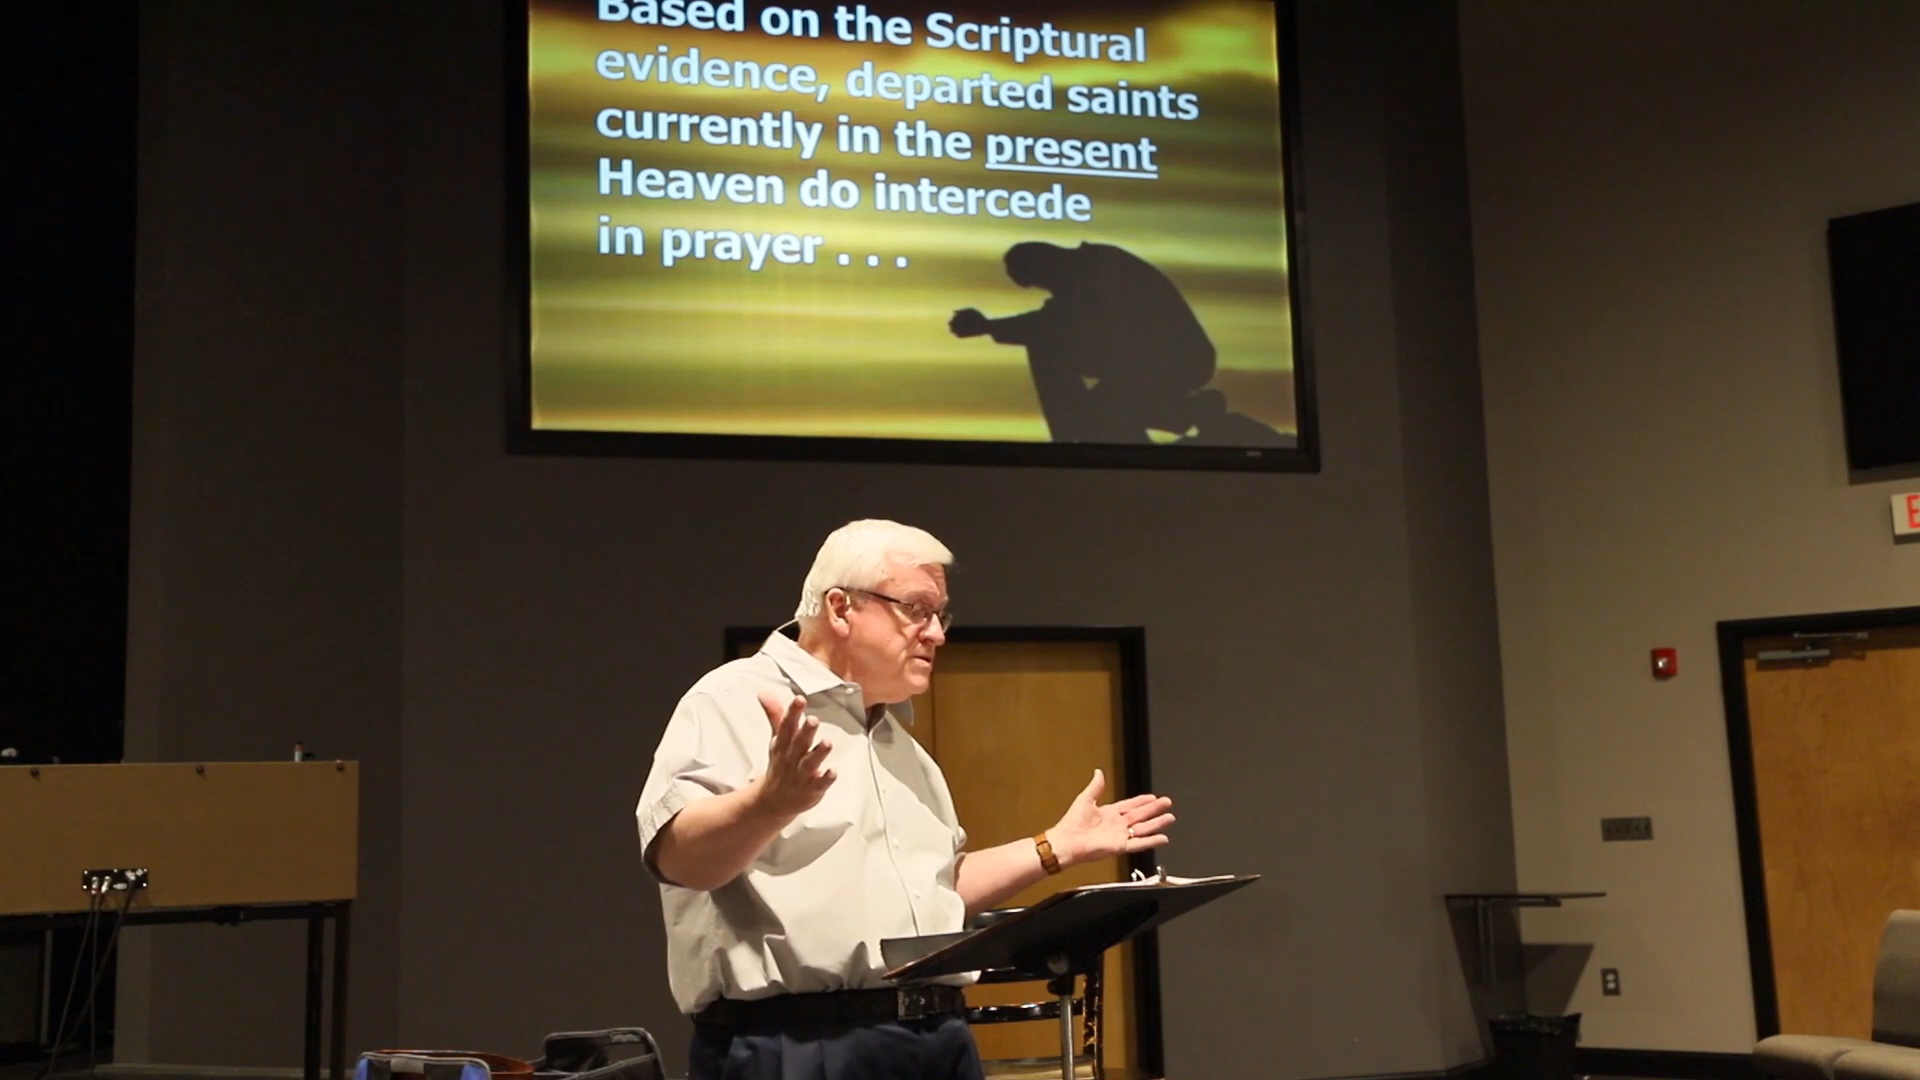 Based on the Scriptural
evidence, departed saints
currently in the present
Heaven do intercede
in prayer . . .
E